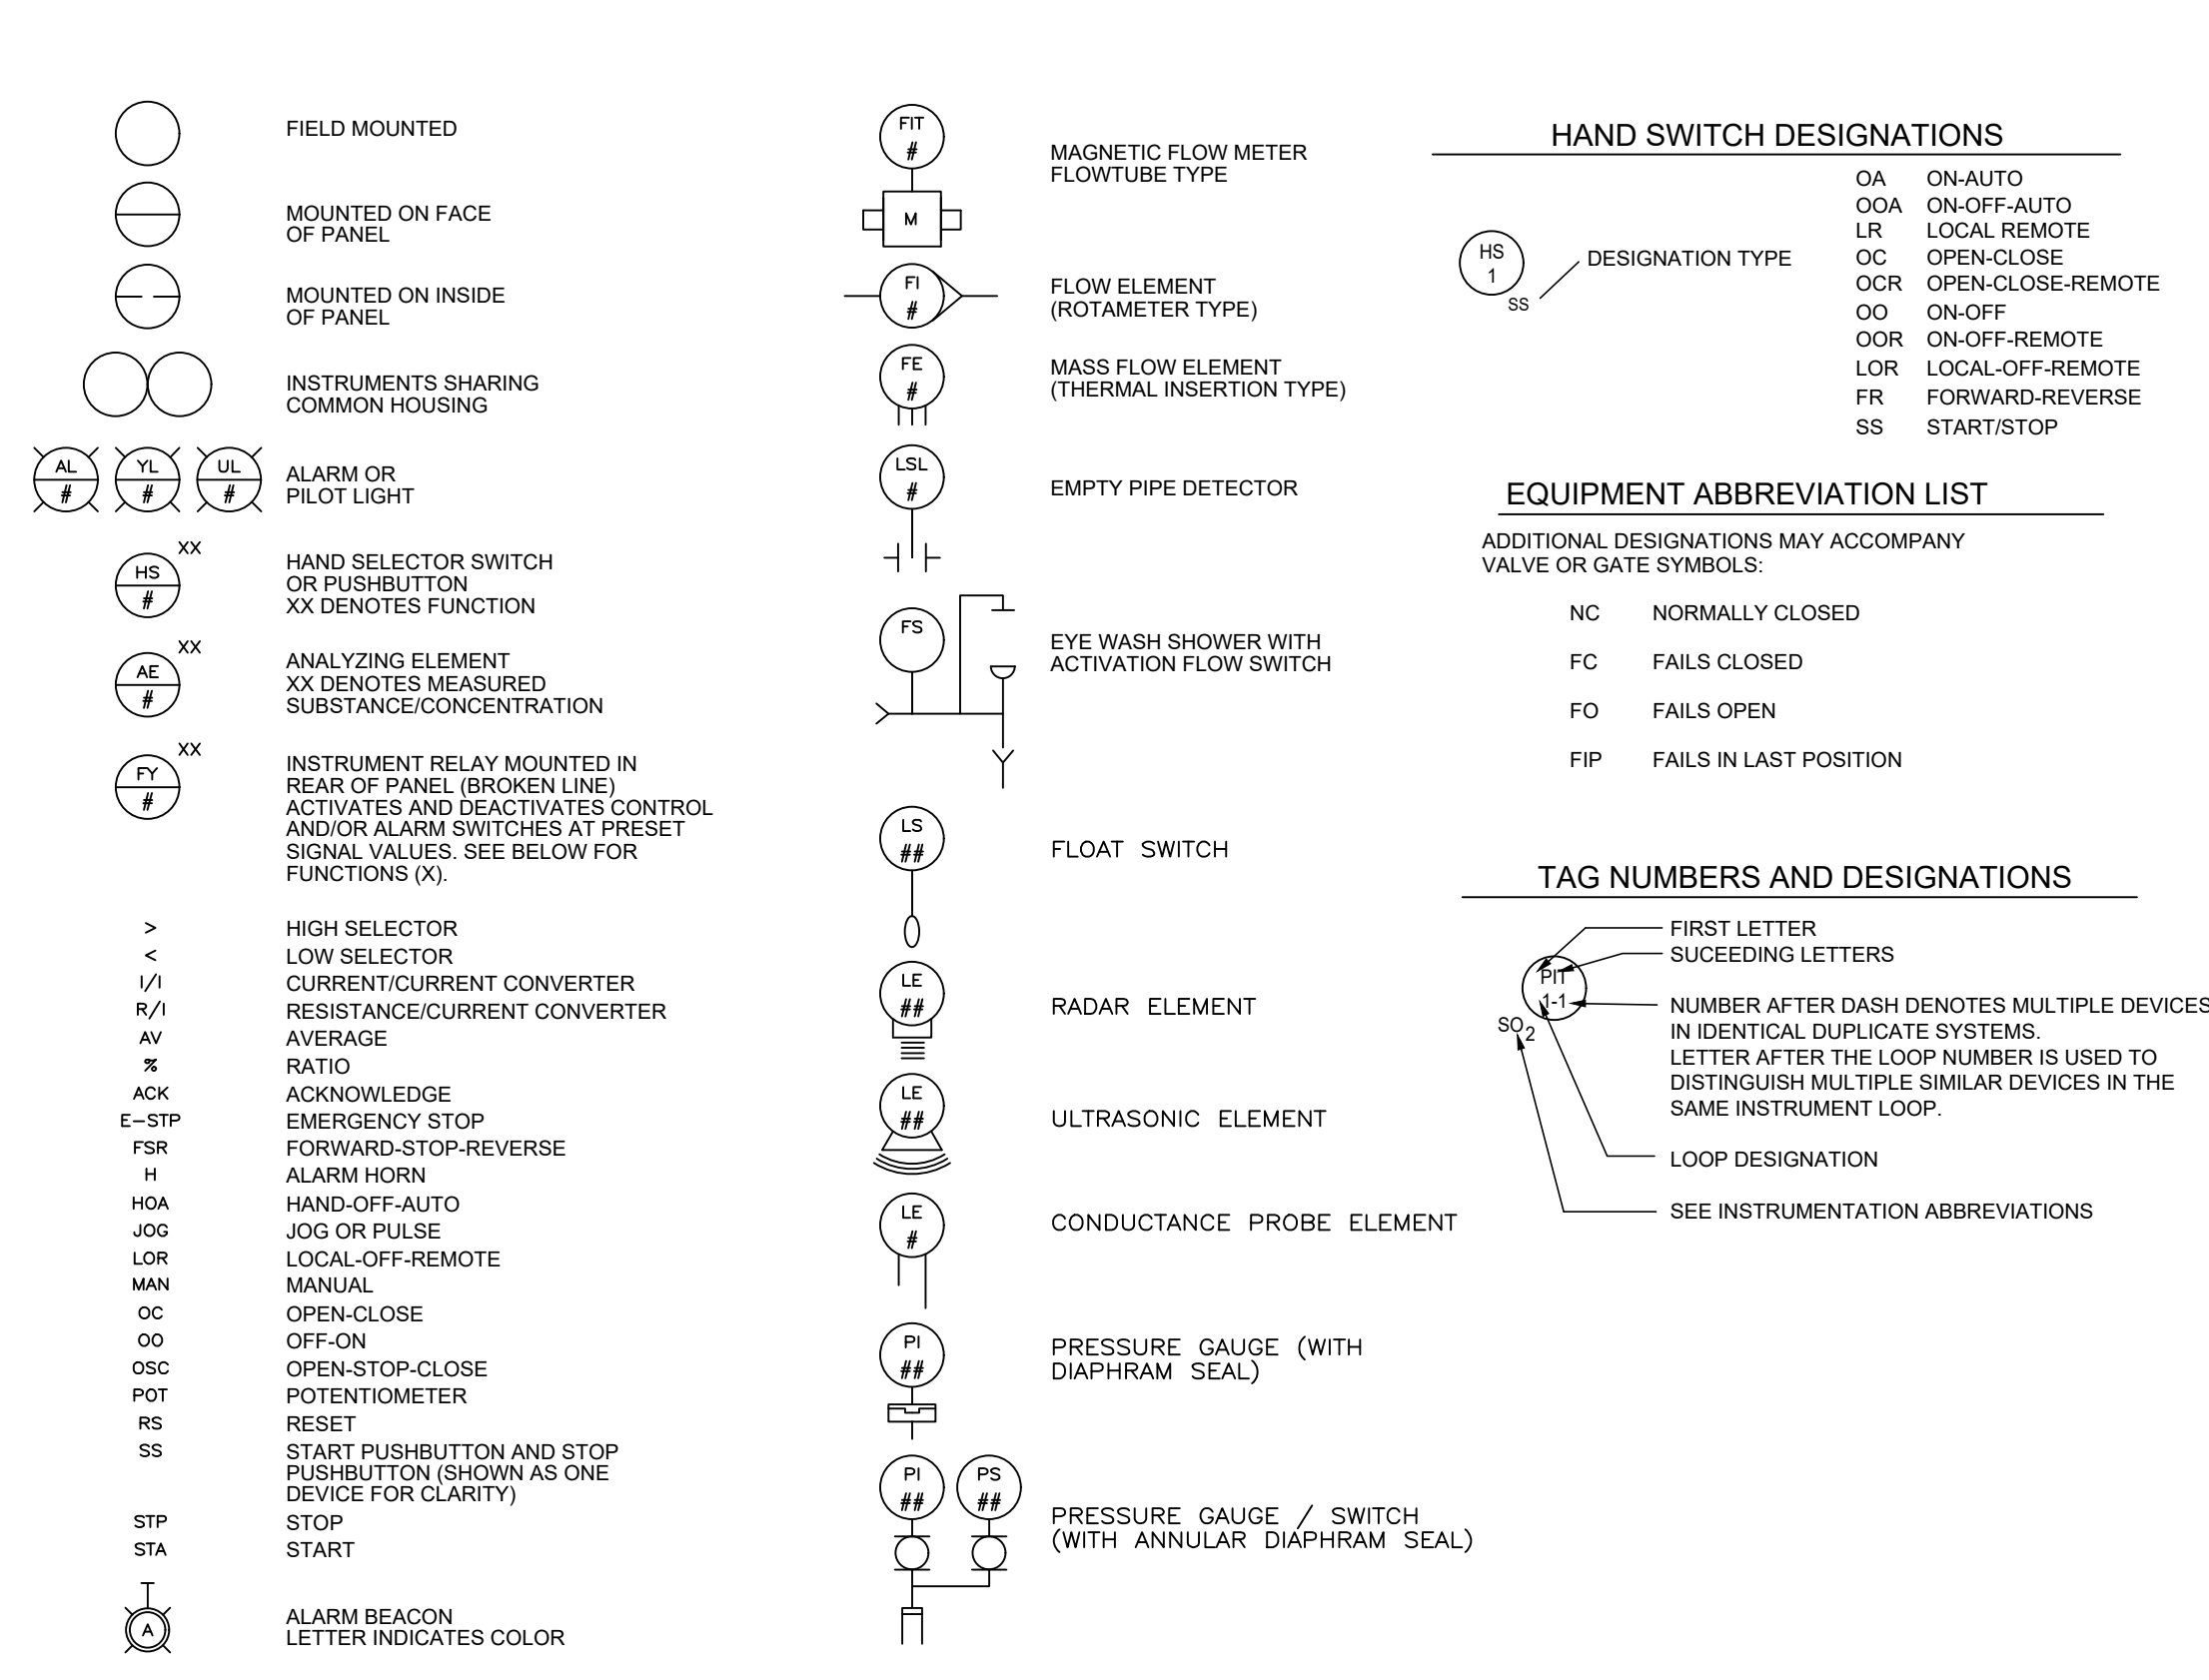 FIELD MOUNTED
MOUNTED ON FACE
OF PANEL
MOUNTED ON INSIDE
OF PANEL
INSTRUMENTS SHARING
COMMON HOUSING
AL
#
YL
#
UL
#
ALARM OR
PILOT LIGHT
XX
HS
#
HAND SELECTOR SWITCH
OR PUSHBUTTON
XX DENOTES FUNCTION
XX
AE
#
ANALYZING ELEMENT
XX DENOTES MEASURED
SUBSTANCE/CONCENTRATION
XX
FY
#
INSTRUMENT RELAY MOUNTED IN
REAR OF PANEL (BROKEN LINE)
ACTIVATES AND DEACTIVATES CONTROL
AND/OR ALARM SWITCHES AT PRESET
SIGNAL VALUES. SEE BELOW FOR
FUNCTIONS (X).
> HIGH SELECTOR
< LOW SELECTOR
I/I CURRENT/CURRENT CONVERTER
R/I RESISTANCE/CURRENT CONVERTER
AV AVERAGE
% RATIO
ACK ACKNOWLEDGE
E-STP EMERGENCY STOP
FSR FORWARD-STOP-REVERSE
H ALARM HORN
HOA HAND-OFF-AUTO
JOG JOG OR PULSE
LOR LOCAL-OFF-REMOTE
MAN MANUAL
OC OPEN-CLOSE
OO OFF-ON
OSC OPEN-STOP-CLOSE
POT POTENTIOMETER
RS RESET
SS START PUSHBUTTON AND STOP
PUSHBUTTON (SHOWN AS ONE
DEVICE FOR CLARITY)
STP STOP
STA START
A
ALARM BEACON
LETTER INDICATES COLOR
FIT
#
M
MAGNETIC FLOW METER
FLOWTUBE TYPE
FI
#
FLOW ELEMENT
(ROTAMETER TYPE)
FE
#
MASS FLOW ELEMENT
(THERMAL INSERTION TYPE)
LSL
#
EMPTY PIPE DETECTOR
FS
EYE WASH SHOWER WITH
ACTIVATION FLOW SWITCH
LS
##
FLOAT SWITCH
LE
##
RADAR ELEMENT
LE
##
ULTRASONIC ELEMENT
LE
#
CONDUCTANCE PROBE ELEMENT
PI
##
PRESSURE GAUGE (WITH
DIAPHRAM SEAL)
PI
##
PS
##
PRESSURE GAUGE / SWITCH
(WITH ANNULAR DIAPHRAM SEAL)
HAND SWITCH DESIGNATIONS
HS
1
SS
DESIGNATION TYPE
OA ON-AUTO
OOA ON-OFF-AUTO
LR LOCAL REMOTE
OC OPEN-CLOSE
OCR OPEN-CLOSE-REMOTE
OO ON-OFF
OOR ON-OFF-REMOTE
LOR LOCAL-OFF-REMOTE
FR FORWARD-REVERSE
SS START/STOP
EQUIPMENT ABBREVIATION LIST
ADDITIONAL DESIGNATIONS MAY ACCOMPANY
VALVE OR GATE SYMBOLS:
NC NORMALLY CLOSED
FC FAILS CLOSED
FO FAILS OPEN
FIP FAILS IN LAST POSITION
TAG NUMBERS AND DESIGNATIONS
PIT
1-1
SO2
FIRST LETTER
SUCEEDING LETTERS
NUMBER AFTER DASH DENOTES MULTIPLE DEVICES
IN IDENTICAL DUPLICATE SYSTEMS.
LETTER AFTER THE LOOP NUMBER IS USED TO
DISTINGUISH MULTIPLE SIMILAR DEVICES IN THE
SAME INSTRUMENT LOOP.
LOOP DESIGNATION
SEE INSTRUMENTATION ABBREVIATIONS